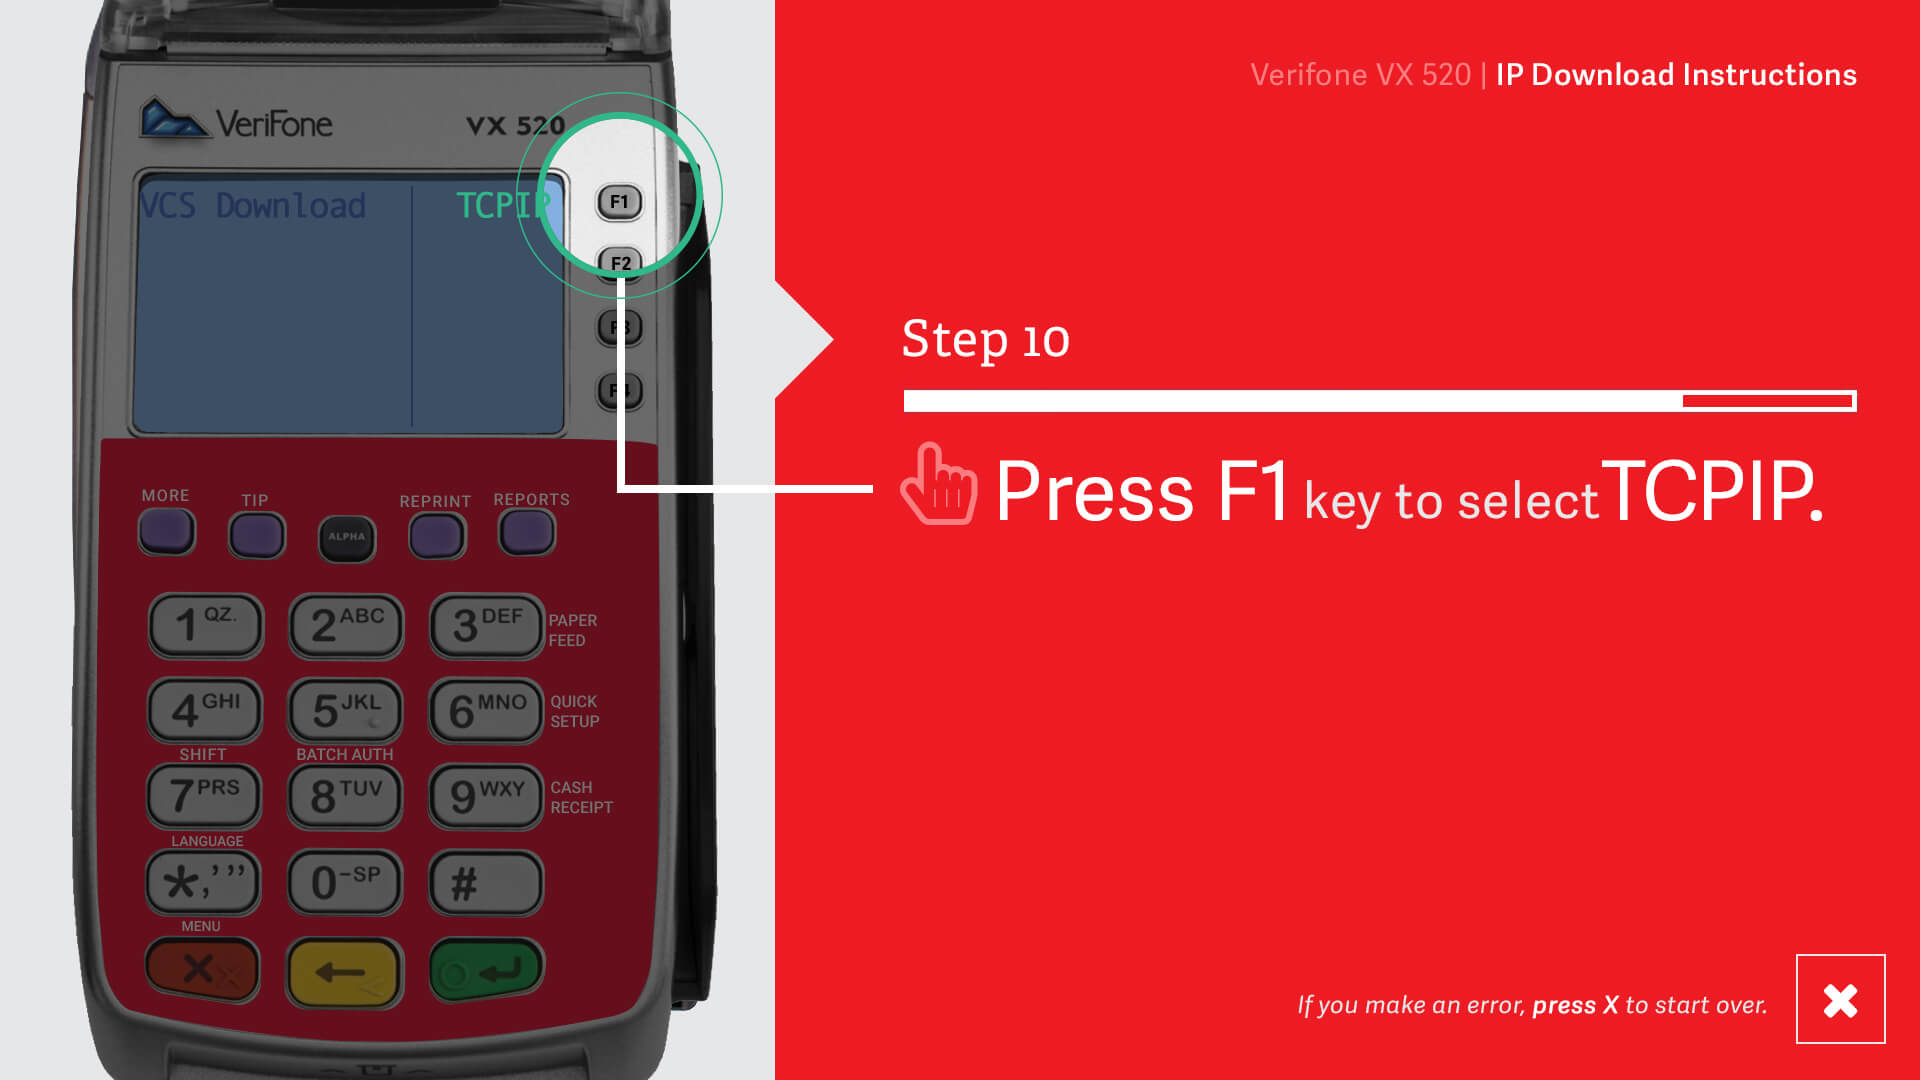 Verifone VX 520 | IP Download Instructions
VeriFone
VX 520
VCS Download TCPIP
F1
F2
F3
F4
Step 10
Press F1 key to select TCPIP.
MORE TIP ALPHA REPRINT REPORTS
1 QZ. 2 ABC 3 DEF PAPER FEED
4 GHI 5 JKL 6 MNO QUICK SETUP
SHIFT BATCH AUTH
7 PRS 8 TUV 9 WXY CASH RECEIPT
LANGUAGE
*,'" 0 -SP #
MENU
If you make an error, press X to start over.